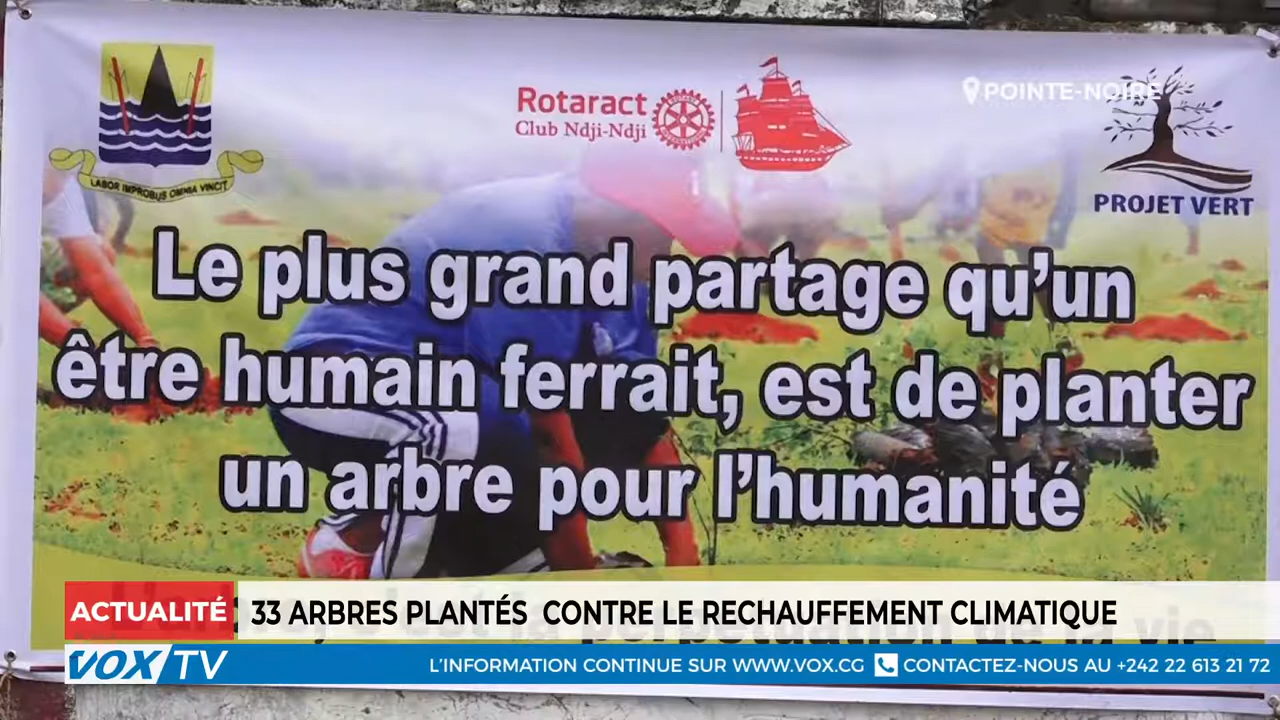 Rotaract
Club Ndji-Ndji
POINTE-NOIRE
LABOR IMPROBUS OMNIA VINCIT
PROJET VERT
Le plus grand partage qu'un
être humain ferrait, est de planter
un arbre pour l'humanité
ACTUALITÉ
33 ARBRES PLANTÉS CONTRE LE RECHAUFFEMENT CLIMATIQUE
VOX TV
L'INFORMATION CONTINUE SUR WWW.VOX.CG
CONTACTEZ-NOUS AU +242 22 613 21 72